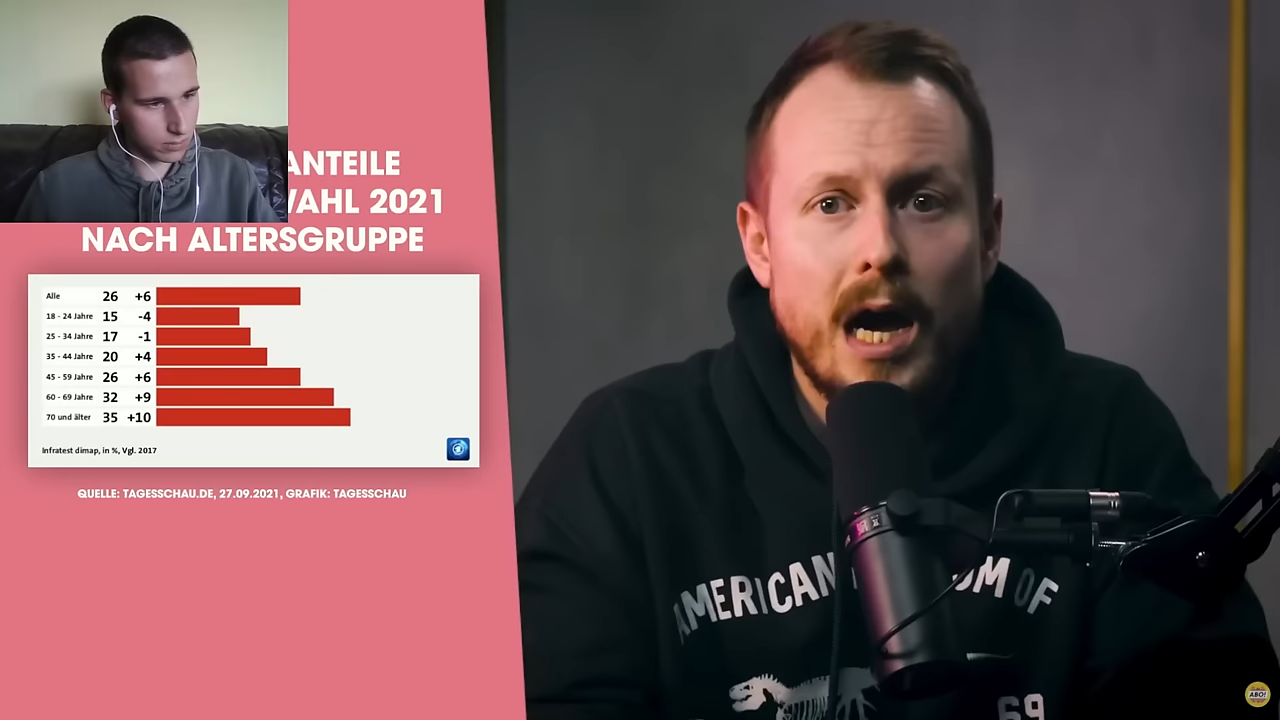 ANTEILE
WAHL 2021
NACH ALTERSGRUPPE
Alle 26 +6
18 - 24 Jahre 15 -4
25 - 34 Jahre 17 -1
35 - 44 Jahre 20 +4
45 - 59 Jahre 26 +6
60 - 69 Jahre 32 +9
70 und älter 35 +10
Infratest dimap, in %, Vgl. 2017
QUELLE: TAGESSCHAU.DE, 27.09.2021, GRAFIK: TAGESSCHAU
AMERICAN OF
69
ABO!